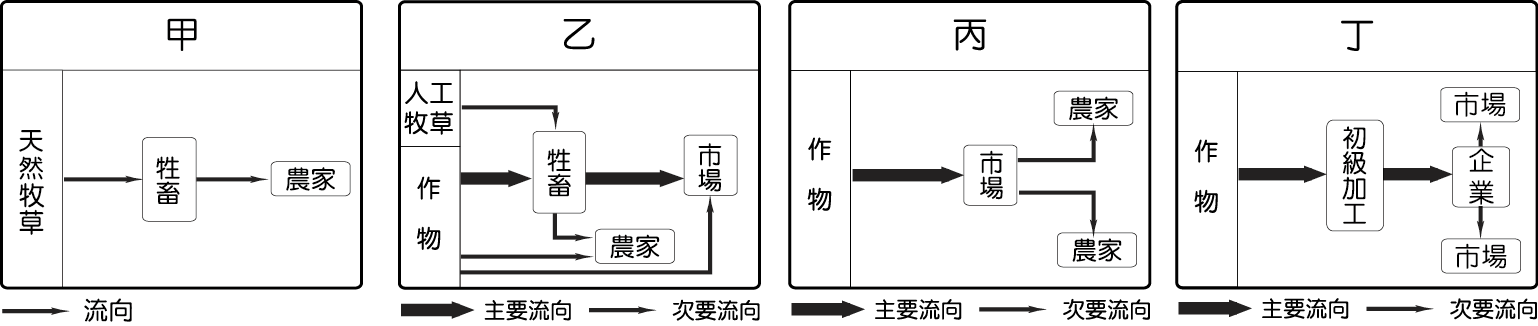 甲
天然牧草
牲畜
農家
流向
乙
人工
牧草
作物
牲畜
市場
農家
主要流向
次要流向
丙
作物
市場
農家
農家
主要流向
次要流向
丁
作物
初級加工
企業
市場
市場
主要流向
次要流向